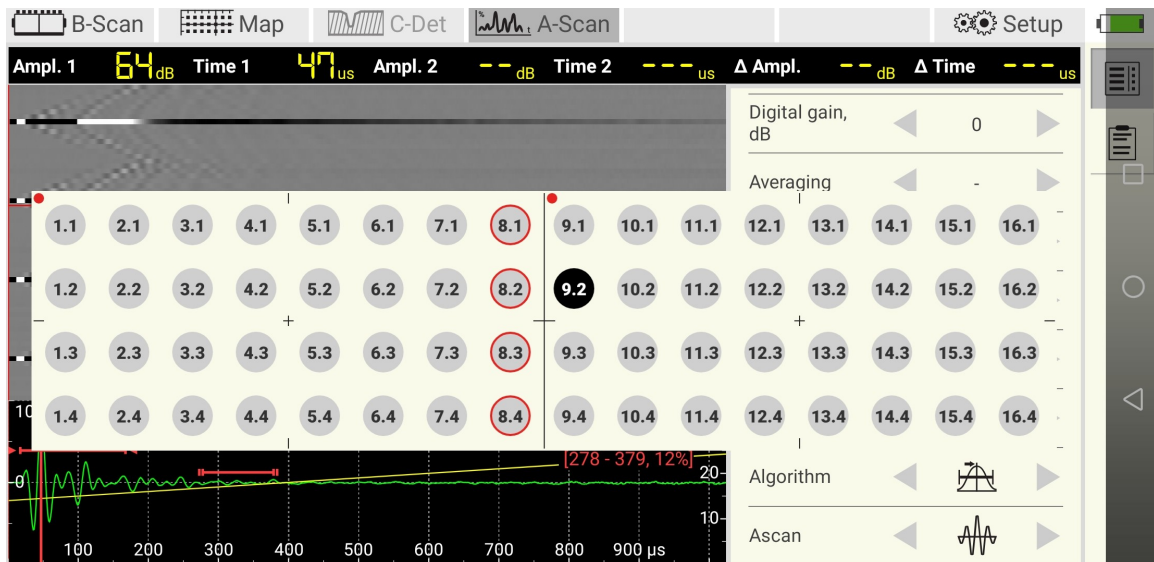 B-Scan Map C-Det A-Scan Setup
Ampl. 1 64 dB Time 1 47 us Ampl. 2 -- dB Time 2 --- us Δ Ampl. -- dB Δ Time --- us
Digital gain, dB 0
Averaging -
1.1 2.1 3.1 4.1 5.1 6.1 7.1 8.1 9.1 10.1 11.1 12.1 13.1 14.1 15.1 16.1
1.2 2.2 3.2 4.2 5.2 6.2 7.2 8.2 9.2 10.2 11.2 12.2 13.2 14.2 15.2 16.2
1.3 2.3 3.3 4.3 5.3 6.3 7.3 8.3 9.3 10.3 11.3 12.3 13.3 14.3 15.3 16.3
1.4 2.4 3.4 4.4 5.4 6.4 7.4 8.4 9.4 10.4 11.4 12.4 13.4 14.4 15.4 16.4
[278 - 379, 12%]
20
0
Algorithm
10
Ascan
100 200 300 400 500 600 700 800 900 µs